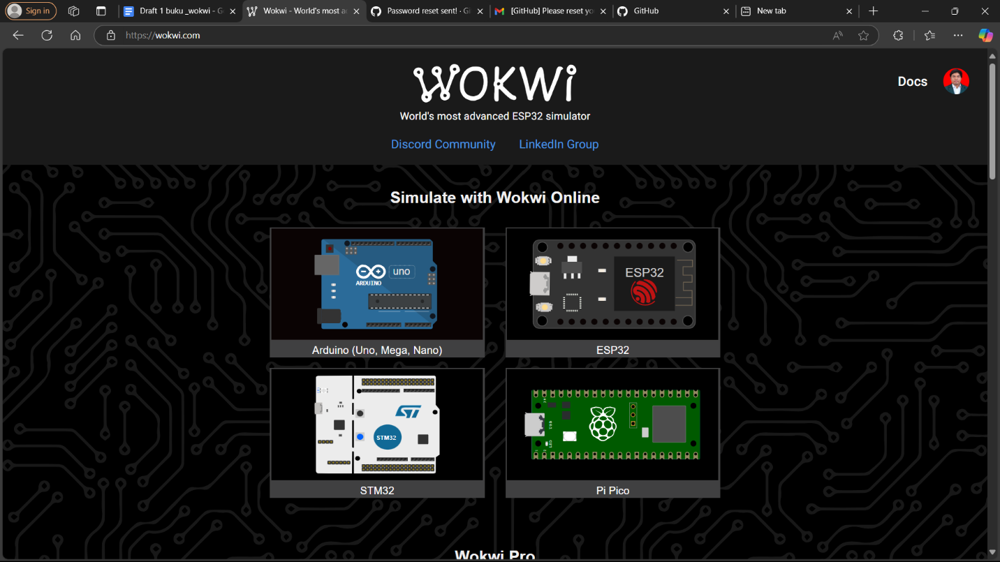 Sign in
Draft 1 buku _wokwi - G
Wokwi - World's most a
Password reset sent! · Gi
[GitHub] Please reset yo
GitHub
New tab
https://wokwi.com
WOKWi
World's most advanced ESP32 simulator
Docs
Discord Community
LinkedIn Group
Simulate with Wokwi Online
ARDUINO
uno
Arduino (Uno, Mega, Nano)
ESP32
ESP32
STM32
STM32
USB
LED
Pi Pico
Wokwi Pro